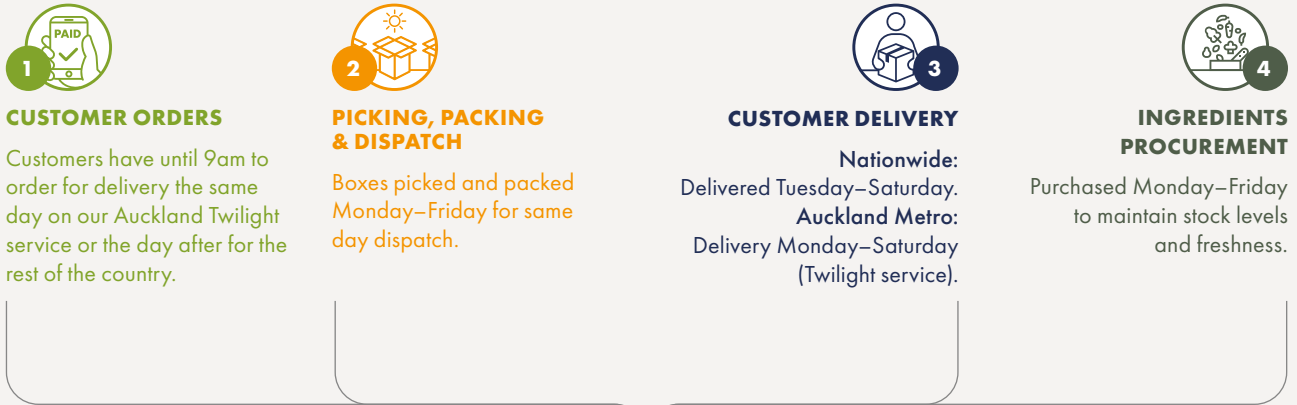 PAID
1
CUSTOMER ORDERS
Customers have until 9am to
order for delivery the same
day on our Auckland Twilight
service or the day after for the
rest of the country.
2
PICKING, PACKING
& DISPATCH
Boxes picked and packed
Monday–Friday for same
day dispatch.
3
CUSTOMER DELIVERY
Nationwide:
Delivered Tuesday–Saturday.
Auckland Metro:
Delivery Monday–Saturday
(Twilight service).
4
INGREDIENTS
PROCUREMENT
Purchased Monday–Friday
to maintain stock levels
and freshness.